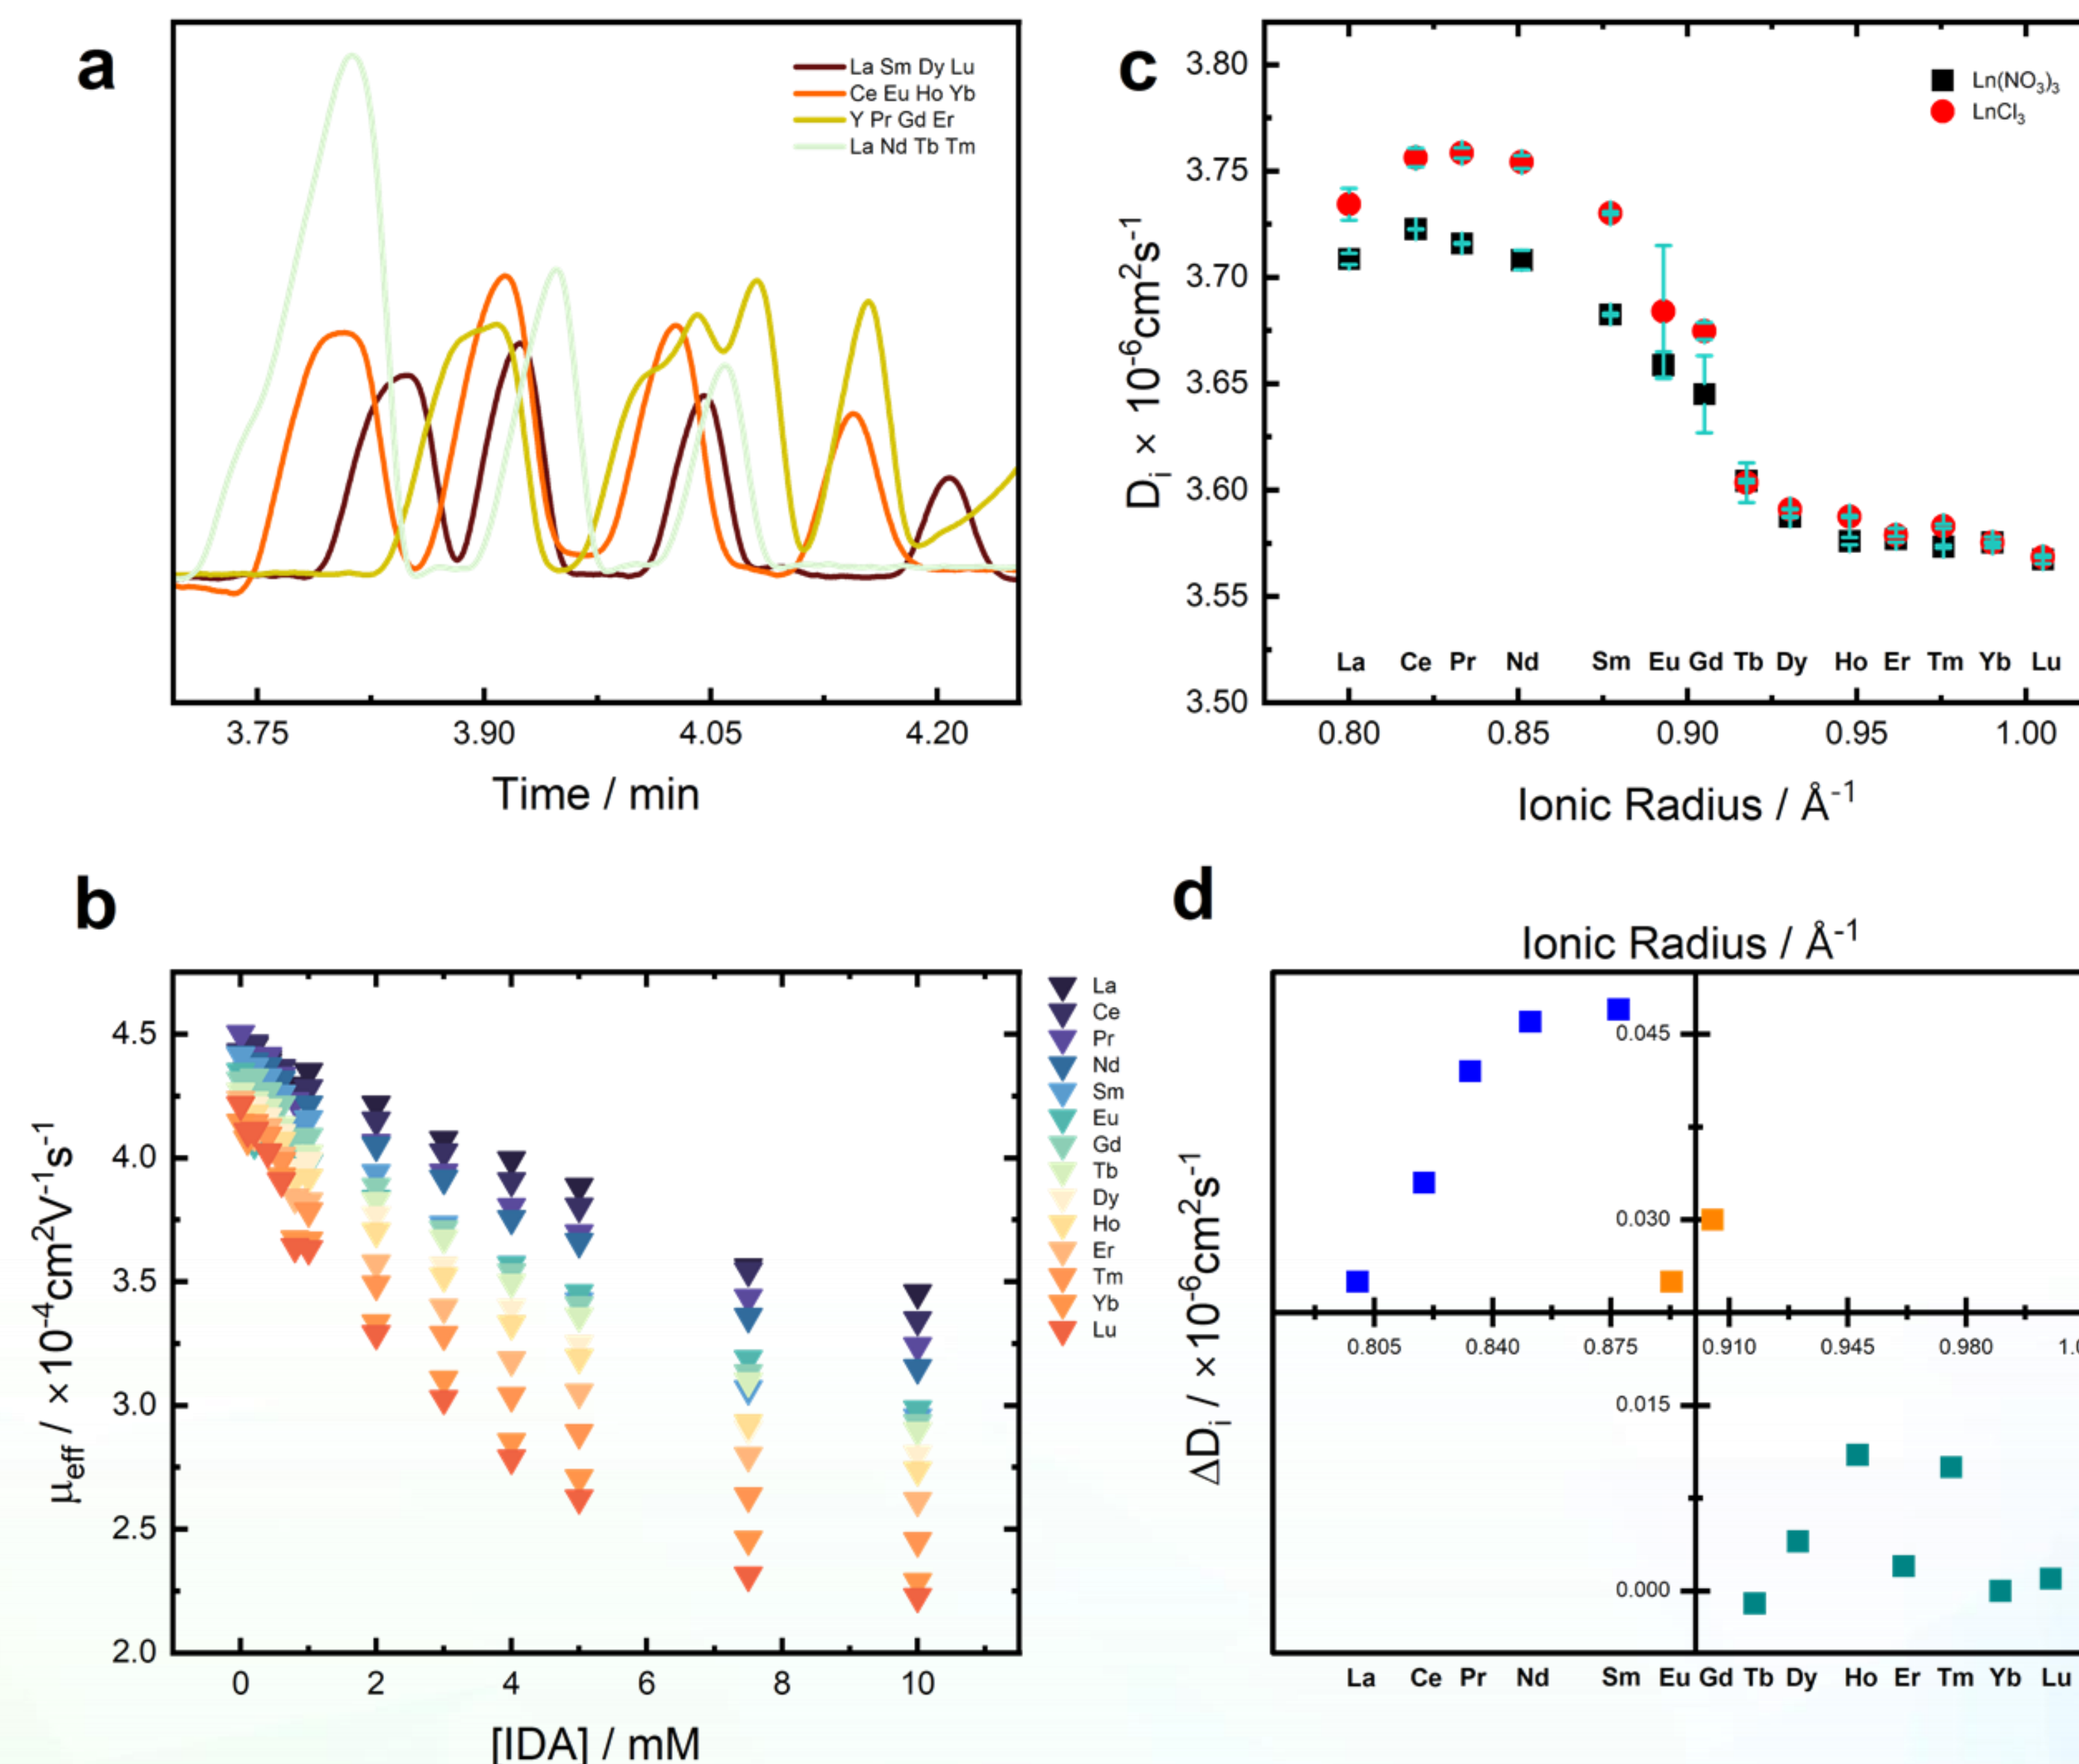 a
La Sm Dy Lu
Ce Eu Ho Yb
Y Pr Gd Er
La Nd Tb Tm
3.75 3.90 4.05 4.20
Time / min
c
Dᵢ × 10⁻⁶cm²s⁻¹
3.80
3.75
3.70
3.65
3.60
3.55
3.50
Ln(NO₃)₃
LnCl₃
La Ce Pr Nd Sm Eu Gd Tb Dy Ho Er Tm Yb Lu
0.80 0.85 0.90 0.95 1.00
Ionic Radius / Å⁻¹
b
μeff / ×10⁻⁴cm²V⁻¹s⁻¹
4.5
4.0
3.5
3.0
2.5
2.0
0 2 4 6 8 10
[IDA] / mM
La
Ce
Pr
Nd
Sm
Eu
Gd
Tb
Dy
Ho
Er
Tm
Yb
Lu
d
Ionic Radius / Å⁻¹
ΔDᵢ / ×10⁻⁶cm²s⁻¹
0.045
0.030
0.805 0.840 0.875 0.910 0.945 0.980
0.015
0.000
La Ce Pr Nd Sm Eu Gd Tb Dy Ho Er Tm Yb Lu